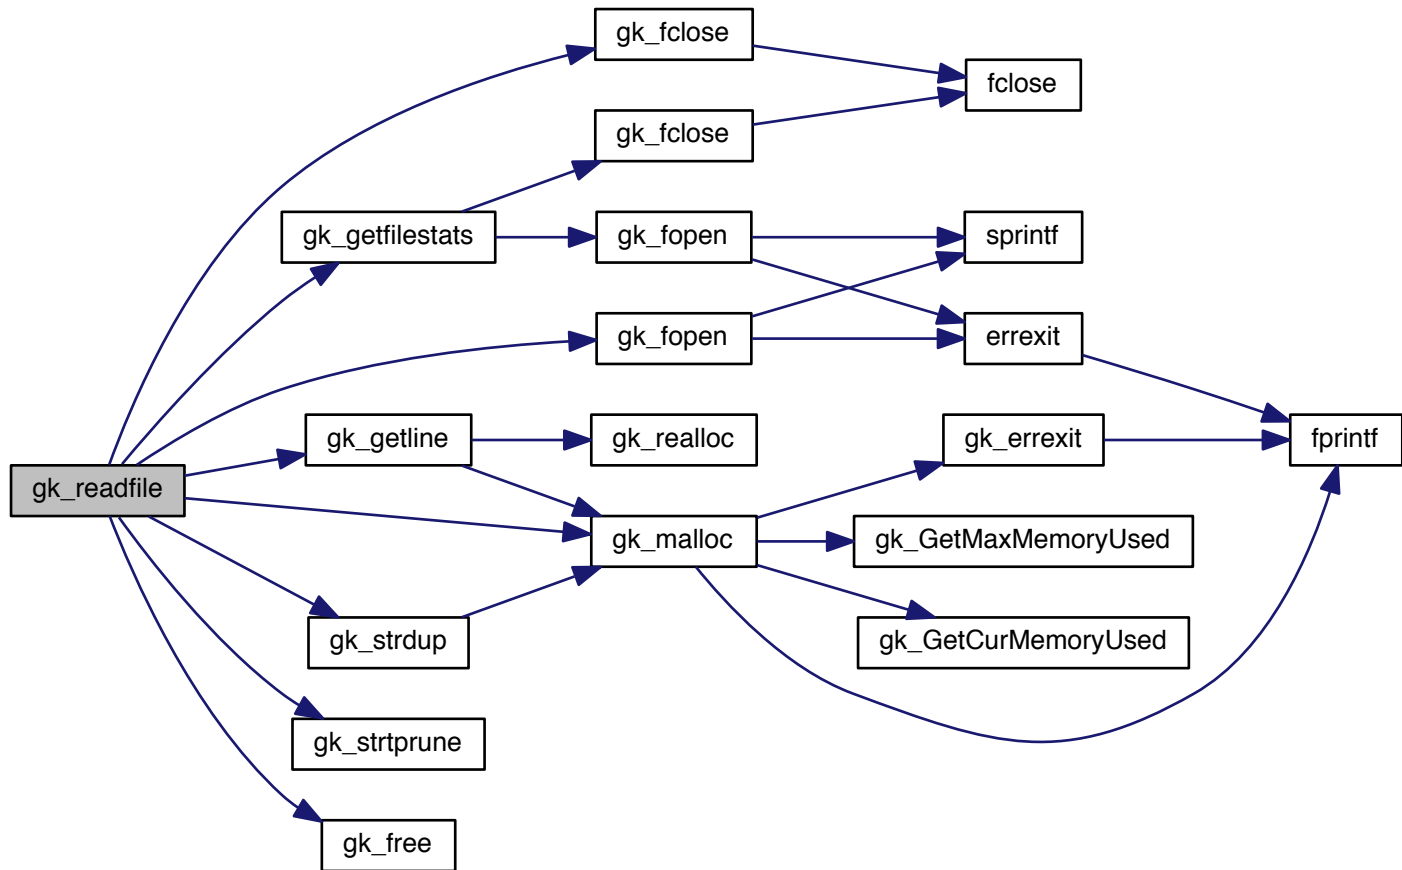 gk_fclose
fclose
gk_fclose
gk_getfilestats
gk_fopen
sprintf
gk_fopen
errexit
gk_getline
gk_realloc
gk_errexit
fprintf
gk_readfile
gk_malloc
gk_GetMaxMemoryUsed
gk_strdup
gk_GetCurMemoryUsed
gk_strtprune
gk_free